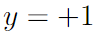 y = +1